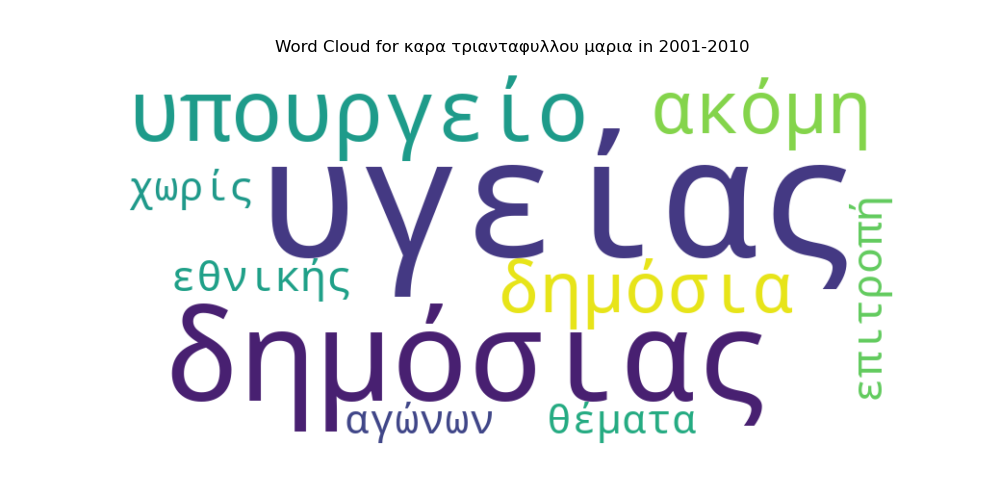 Word Cloud for καρα τριανταφυλλου μαρια in 2001-2010
υπουργείο
ακόμη
χωρίς
υγείας
επιτροπή
εθνικής
δημόσια
δημόσιας
αγώνων
θέματα